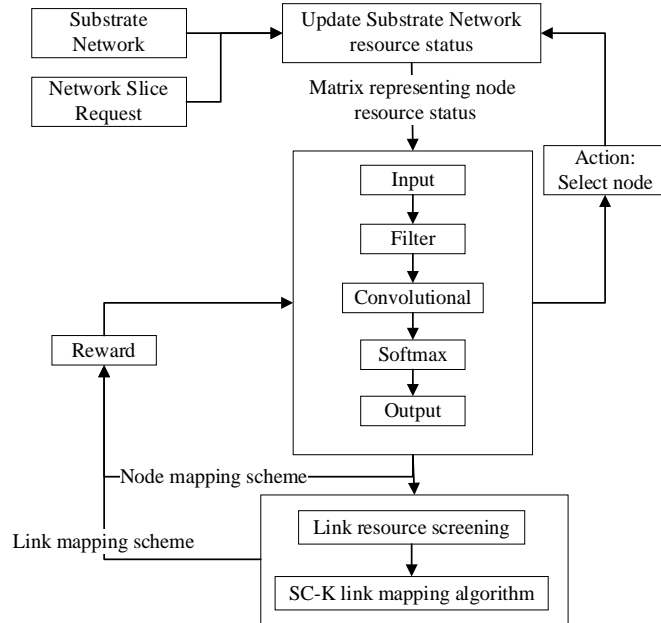 Substrate
Network
Update Substrate Network
resource status
Network Slice
Request
Matrix representing node
resource status
Action:
Select node
Input
Filter
Convolutional
Softmax
Output
Reward
Node mapping scheme
Link mapping scheme
Link resource screening
SC-K link mapping algorithm